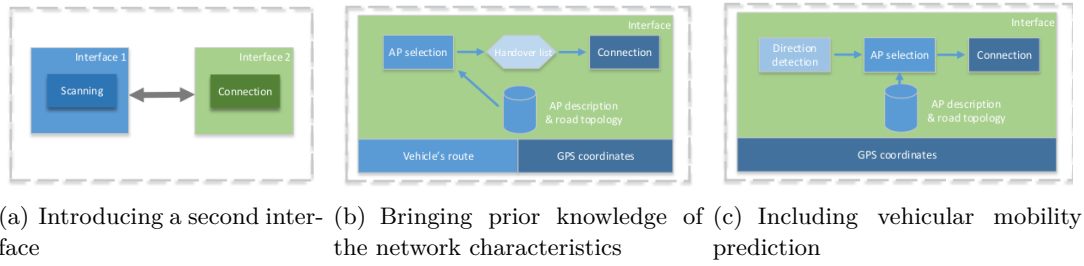 Interface 1
Interface 2
Scanning
Connection
(a) Introducing a second inter-
face
Interface
AP selection
Handover list
Connection
AP description
& road topology
Vehicle's route
GPS coordinates
(b) Bringing prior knowledge of
the network characteristics
Interface
Direction
detection
AP selection
Connection
AP description
& road topology
GPS coordinates
(c) Including vehicular mobility
prediction